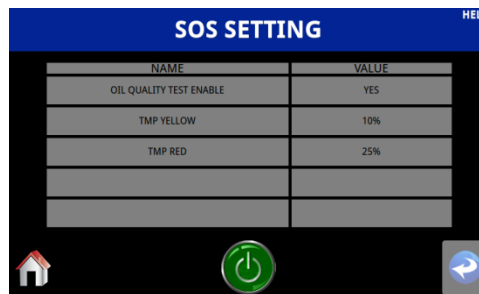 SOS SETTING
NAME VALUE
OIL QUALITY TEST ENABLE YES
TMP YELLOW 10%
TMP RED 25%